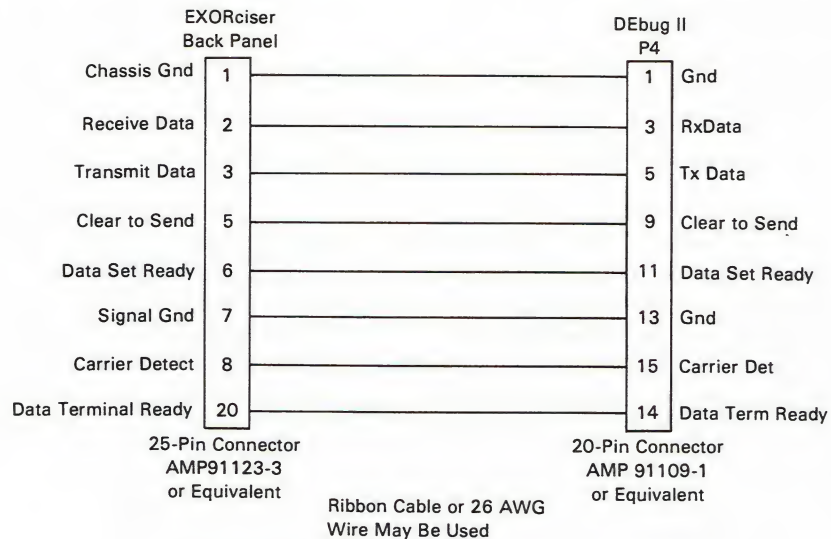 EXORciser
Back Panel
DEbug II
P4
Chassis Gnd 1 1 Gnd
Receive Data 2 3 RxData
Transmit Data 3 5 Tx Data
Clear to Send 5 9 Clear to Send
Data Set Ready 6 11 Data Set Ready
Signal Gnd 7 13 Gnd
Carrier Detect 8 15 Carrier Det
Data Terminal Ready 20 14 Data Term Ready
25-Pin Connector
AMP91123-3
or Equivalent
20-Pin Connector
AMP 91109-1
or Equivalent
Ribbon Cable or 26 AWG
Wire May Be Used